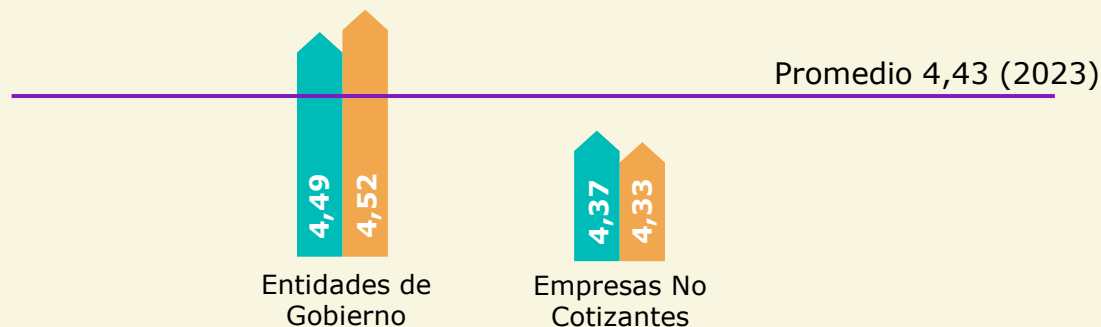 Promedio 4,43 (2023)
4,49
4,52
4,37
4,33
Entidades de
Gobierno
Empresas No
Cotizantes